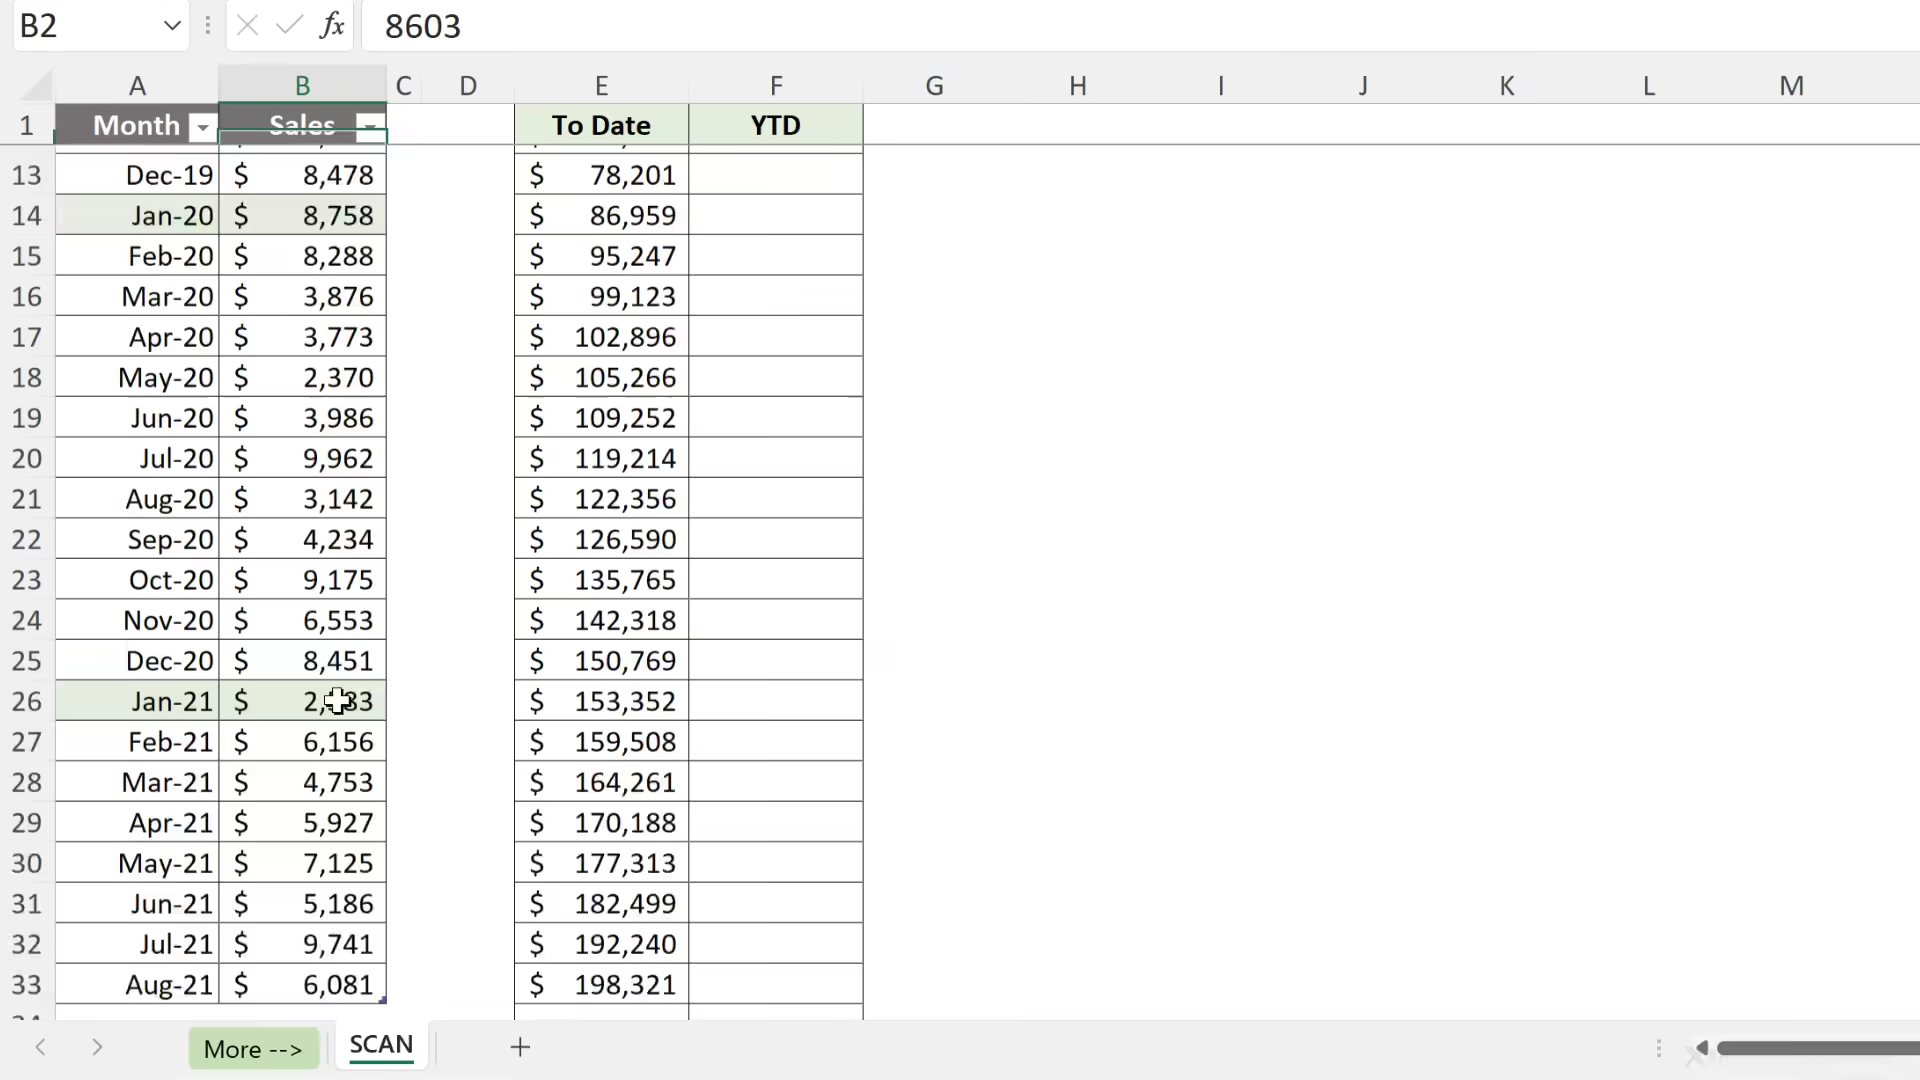 B2 fx 8603
A B C D E F G H I J K L M
1 Month Sales To Date YTD
13 Dec-19 $ 8,478 $ 78,201
14 Jan-20 $ 8,758 $ 86,959
15 Feb-20 $ 8,288 $ 95,247
16 Mar-20 $ 3,876 $ 99,123
17 Apr-20 $ 3,773 $ 102,896
18 May-20 $ 2,370 $ 105,266
19 Jun-20 $ 3,986 $ 109,252
20 Jul-20 $ 9,962 $ 119,214
21 Aug-20 $ 3,142 $ 122,356
22 Sep-20 $ 4,234 $ 126,590
23 Oct-20 $ 9,175 $ 135,765
24 Nov-20 $ 6,553 $ 142,318
25 Dec-20 $ 8,451 $ 150,769
26 Jan-21 $ $ 153,352
27 Feb-21 $ 6,156 $ 159,508
28 Mar-21 $ 4,753 $ 164,261
29 Apr-21 $ 5,927 $ 170,188
30 May-21 $ 7,125 $ 177,313
31 Jun-21 $ 5,186 $ 182,499
32 Jul-21 $ 9,741 $ 192,240
33 Aug-21 $ 6,081 $ 198,321
More --> SCAN